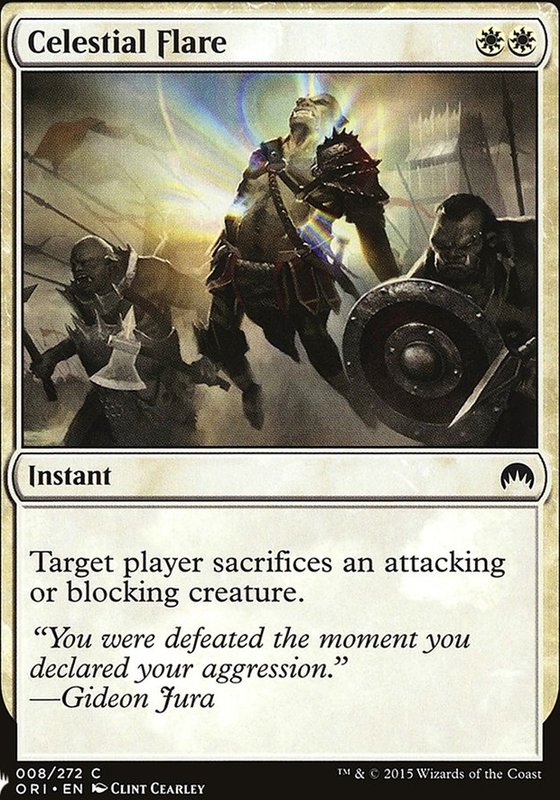 Celestial Flare
Instant
Target player sacrifices an attacking
or blocking creature.
“You were defeated the moment you
declared your aggression.”
—Gideon Jura
008/272 C
ORI • EN CLINT CEARLEY
™ & © 2015 Wizards of the Coast